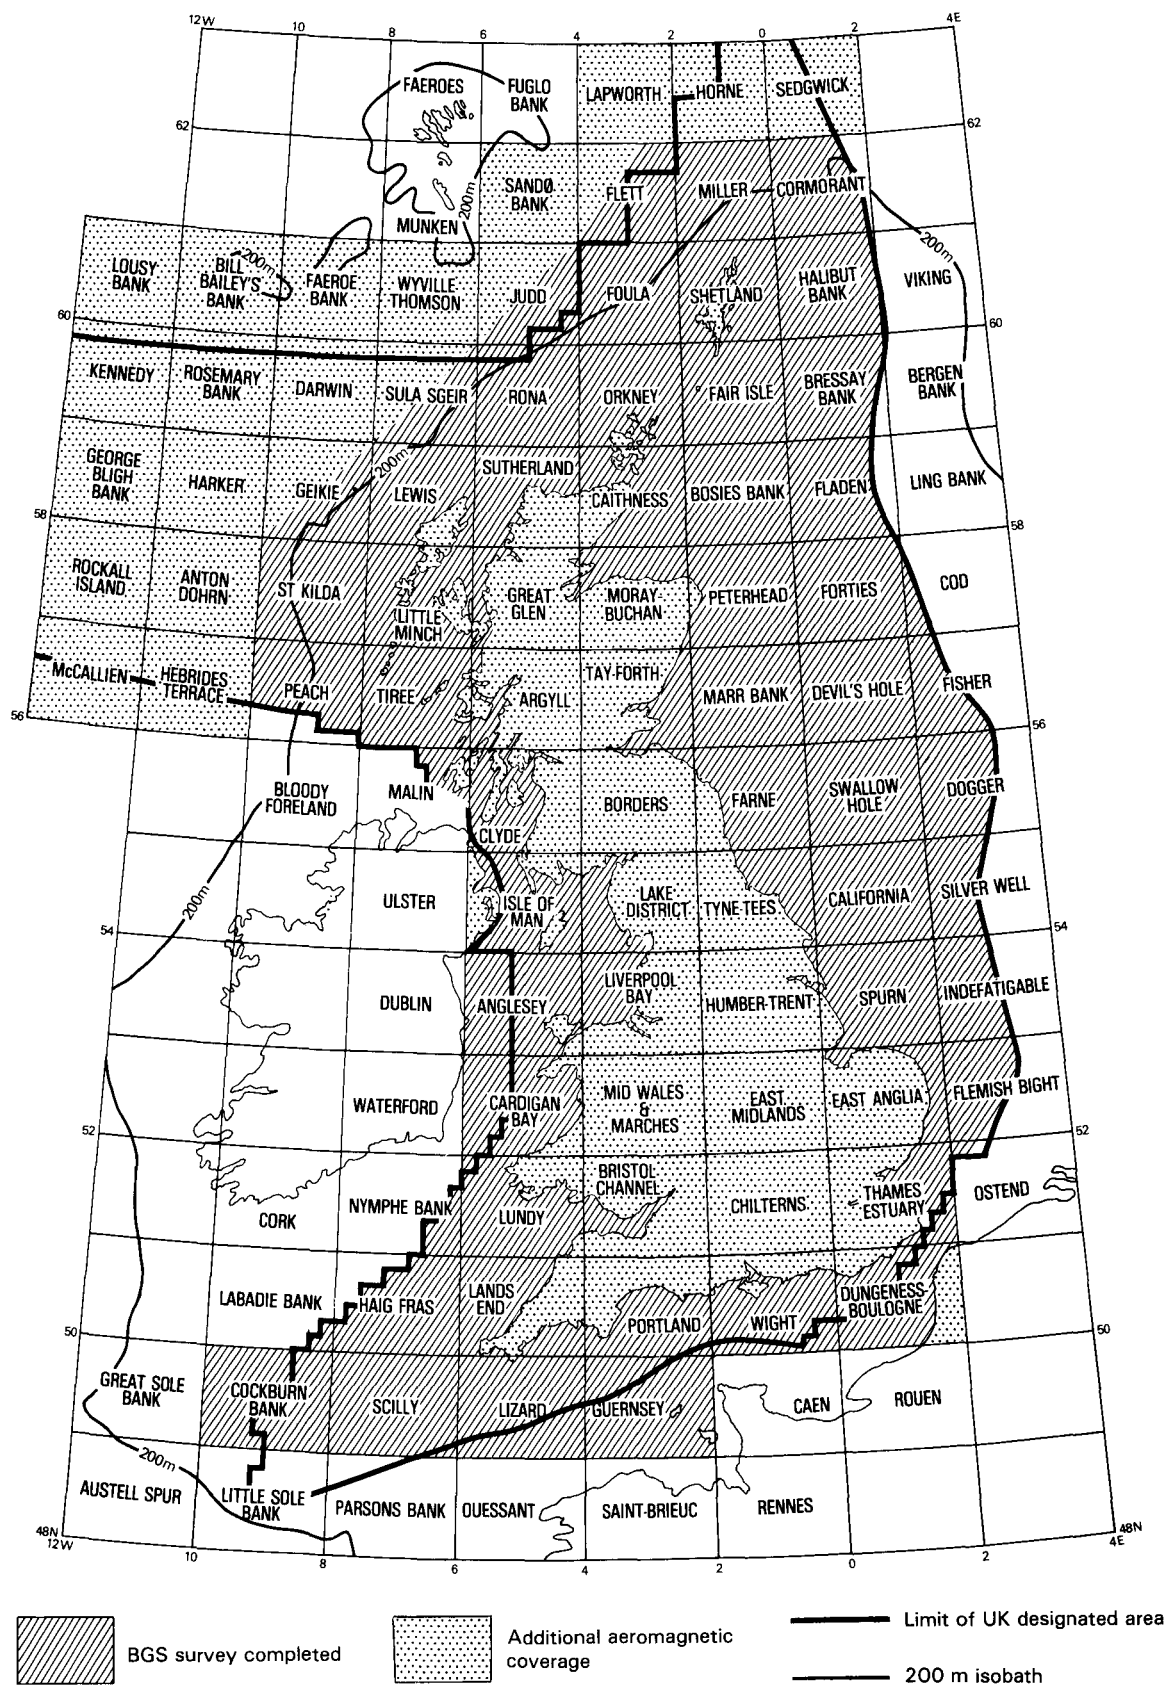 12W
10
8
6
4
2
0
2
4E
FAEROES
FUGLO
BANK
LAPWORTH
HORNE
SEDGWICK
62
62
SANDØ
BANK
FLETT
MILLER
CORMORANT
200m
MUNKEN
200m
LOUSY
BANK
BILL
BAILEY'S
BANK
200m
FAEROE
BANK
WYVILLE
THOMSON
JUDD
FOULA
SHETLAND
HALIBUT
BANK
VIKING
60
60
KENNEDY
ROSEMARY
BANK
DARWIN
SULA SGEIR
RONA
ORKNEY
FAIR ISLE
BRESSAY
BANK
BERGEN
BANK
200m
GEORGE
BLIGH
BANK
HARKER
GEIKIE
LEWIS
SUTHERLAND
CAITHNESS
BOSIES BANK
FLADEN
LING BANK
58
58
ROCKALL
ISLAND
ANTON
DOHRN
ST KILDA
LITTLE
MINCH
GREAT
GLEN
MORAY-
BUCHAN
PETERHEAD
FORTIES
COD
McCALLIEN
HEBRIDES
TERRACE
PEACH
TIREE
ARGYLL
TAY-FORTH
MARR BANK
DEVIL'S HOLE
FISHER
56
56
BLOODY
FORELAND
MALIN
CLYDE
BORDERS
FARNE
SWALLOW
HOLE
DOGGER
200m
ULSTER
ISLE OF
MAN
LAKE
DISTRICT
TYNE-TEES
CALIFORNIA
SILVER WELL
54
54
DUBLIN
ANGLESEY
LIVERPOOL
BAY
HUMBER-TRENT
SPURN
INDEFATIGABLE
WATERFORD
CARDIGAN
BAY
MID WALES
&
MARCHES
EAST
MIDLANDS
EAST ANGLIA
FLEMISH BIGHT
52
52
CORK
NYMPHE BANK
LUNDY
BRISTOL
CHANNEL
CHILTERNS
THAMES
ESTUARY
OSTEND
LABADIE BANK
HAIG FRAS
LANDS
END
PORTLAND
WIGHT
DUNGENESS-
BOULOGNE
50
50
GREAT SOLE
BANK
COCKBURN
BANK
SCILLY
LIZARD
GUERNSEY
CAEN
ROUEN
200m
AUSTELL SPUR
LITTLE SOLE
BANK
PARSONS BANK
OUESSANT
SAINT-BRIEUC
RENNES
48N
12W
10
8
6
4
2
0
2
48N
4E
BGS survey completed
Additional aeromagnetic
coverage
Limit of UK designated area
200 m isobath